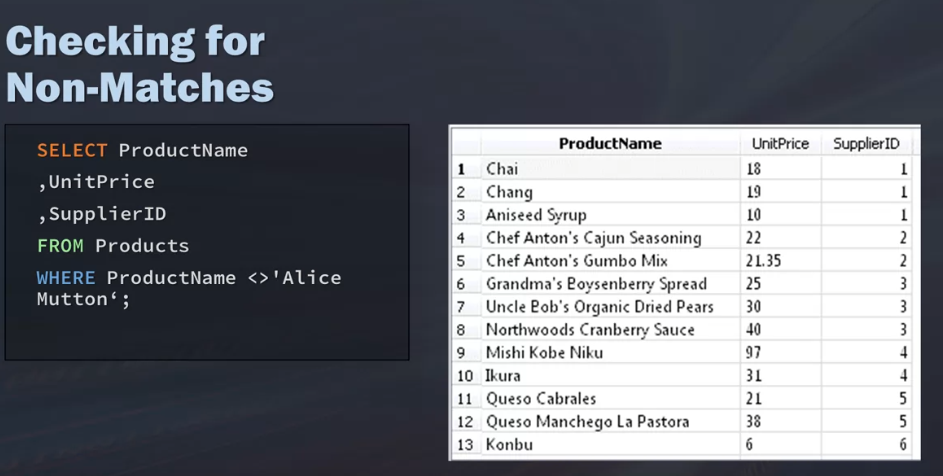 Checking for
Non-Matches
SELECT ProductName
,UnitPrice
,SupplierID
FROM Products
WHERE ProductName <>'Alice
Mutton‘;
ProductName UnitPrice SupplierID
1 Chai 18 1
2 Chang 19 1
3 Aniseed Syrup 10 1
4 Chef Anton's Cajun Seasoning 22 2
5 Chef Anton's Gumbo Mix 21.35 2
6 Grandma's Boysenberry Spread 25 3
7 Uncle Bob's Organic Dried Pears 30 3
8 Northwoods Cranberry Sauce 40 3
9 Mishi Kobe Niku 97 4
10 Ikura 31 4
11 Queso Cabrales 21 5
12 Queso Manchego La Pastora 38 5
13 Konbu 6 6